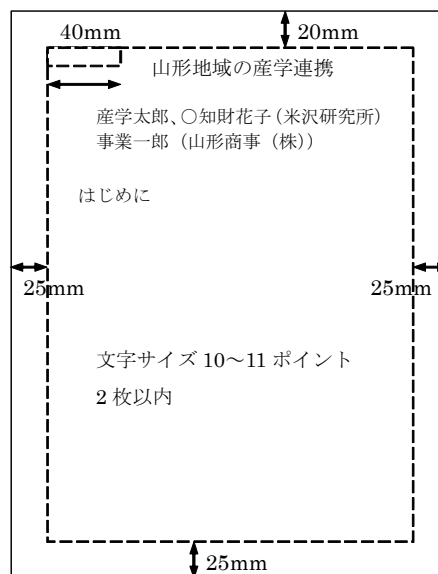 40mm
20mm
山形地域の産学連携
産学太郎、○知財花子（米沢研究所）
事業一郎（山形商事（株））
はじめに
25mm
25mm
文字サイズ 10～11 ポイント
2 枚以内
25mm